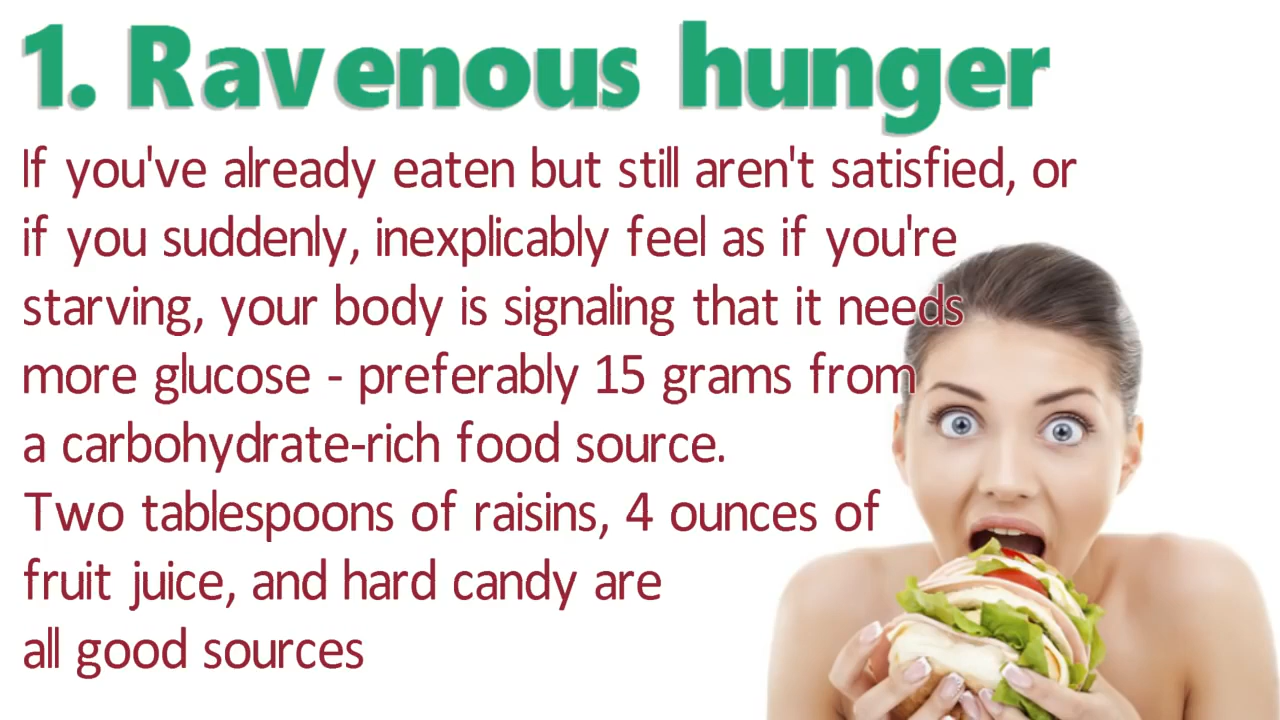 1. Ravenous hunger
If you've already eaten but still aren't satisfied, or
if you suddenly, inexplicably feel as if you're
starving, your body is signaling that it needs
more glucose - preferably 15 grams from
a carbohydrate-rich food source.
Two tablespoons of raisins, 4 ounces of
fruit juice, and hard candy are
all good sources